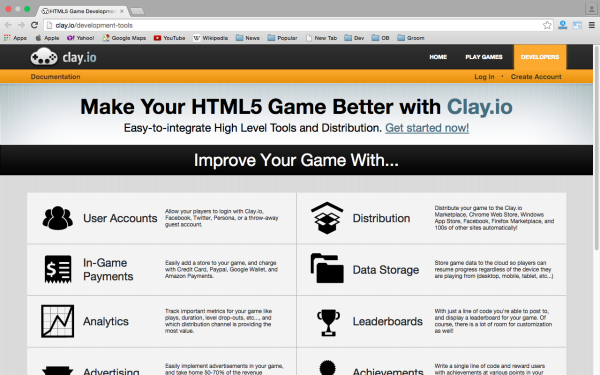 HTML5 Game Developmen
clay.io/development-tools
Apps
Apple
Yahoo!
Google Maps
YouTube
Wikipedia
News
Popular
New Tab
Dev
OB
Groom
clay.io
HOME
PLAY GAMES
DEVELOPERS
Documentation
Log In · Create Account
Make Your HTML5 Game Better with Clay.io
Easy-to-integrate High Level Tools and Distribution. Get started now!
Improve Your Game With...
User Accounts
Allow your players to login with Clay.io,
Facebook, Twitter, Persona, or a throw-away
guest account.
Distribution
Distribute your game to the Clay.io
Marketplace, Chrome Web Store, Windows
App Store, Facebook, Firefox Marketplace, and
100s of other sites automatically!
In-Game
Payments
Easily add a store to your game, and charge
with Credit Card, Paypal, Google Wallet, and
Amazon Payments.
Data Storage
Store game data to the cloud so players can
resume progress regardless of the device they
are playing from (desktop, mobile, tablet, etc...)
Analytics
Track important metrics for your game like
plays, duration, level drop-outs, etc..., and
which distribution channel is providing the
most value.
Leaderboards
With just a line of code you're able to post to,
and display a leaderboard for your game. Of
course, there is a lot of room for customization
as well!
Advertising
Easily implement advertisements in your game,
and take home 50-70% of the revenue
Achievements
Write a single line of code and reward users
with achievements at various points in your